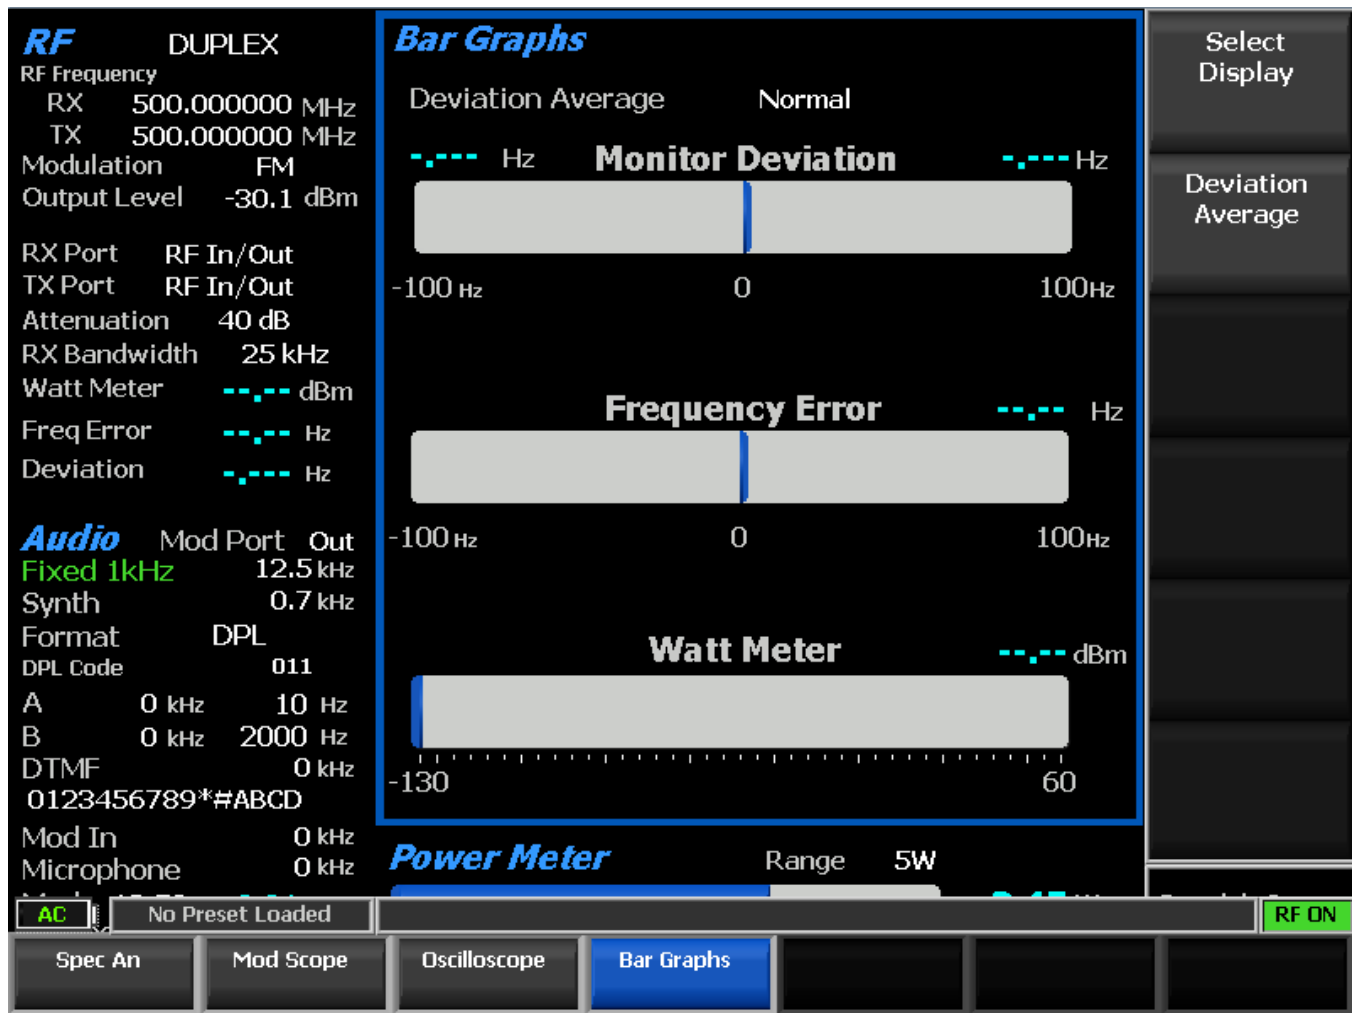 RF DUPLEX
RF Frequency
RX 500.000000 MHz
TX 500.000000 MHz
Modulation FM
Output Level -30.1 dBm
RX Port RF In/Out
TX Port RF In/Out
Attenuation 40 dB
RX Bandwidth 25 kHz
Watt Meter --.-- dBm
Freq Error --.-- Hz
Deviation -.--- Hz
Audio Mod Port Out
Fixed 1kHz 12.5 kHz
Synth 0.7 kHz
Format DPL
DPL Code 011
A 0 kHz 10 Hz
B 0 kHz 2000 Hz
DTMF 0 kHz
0123456789*#ABCD
Mod In 0 kHz
Microphone 0 kHz
Bar Graphs
Deviation Average Normal
-.--- Hz Monitor Deviation -.--- Hz
-100 Hz 0 100Hz
Frequency Error --.-- Hz
-100 Hz 0 100Hz
Watt Meter --.-- dBm
-130 60
Power Meter Range 5W
Select
Display
Deviation
Average
AC No Preset Loaded RF ON
Spec An Mod Scope Oscilloscope Bar Graphs